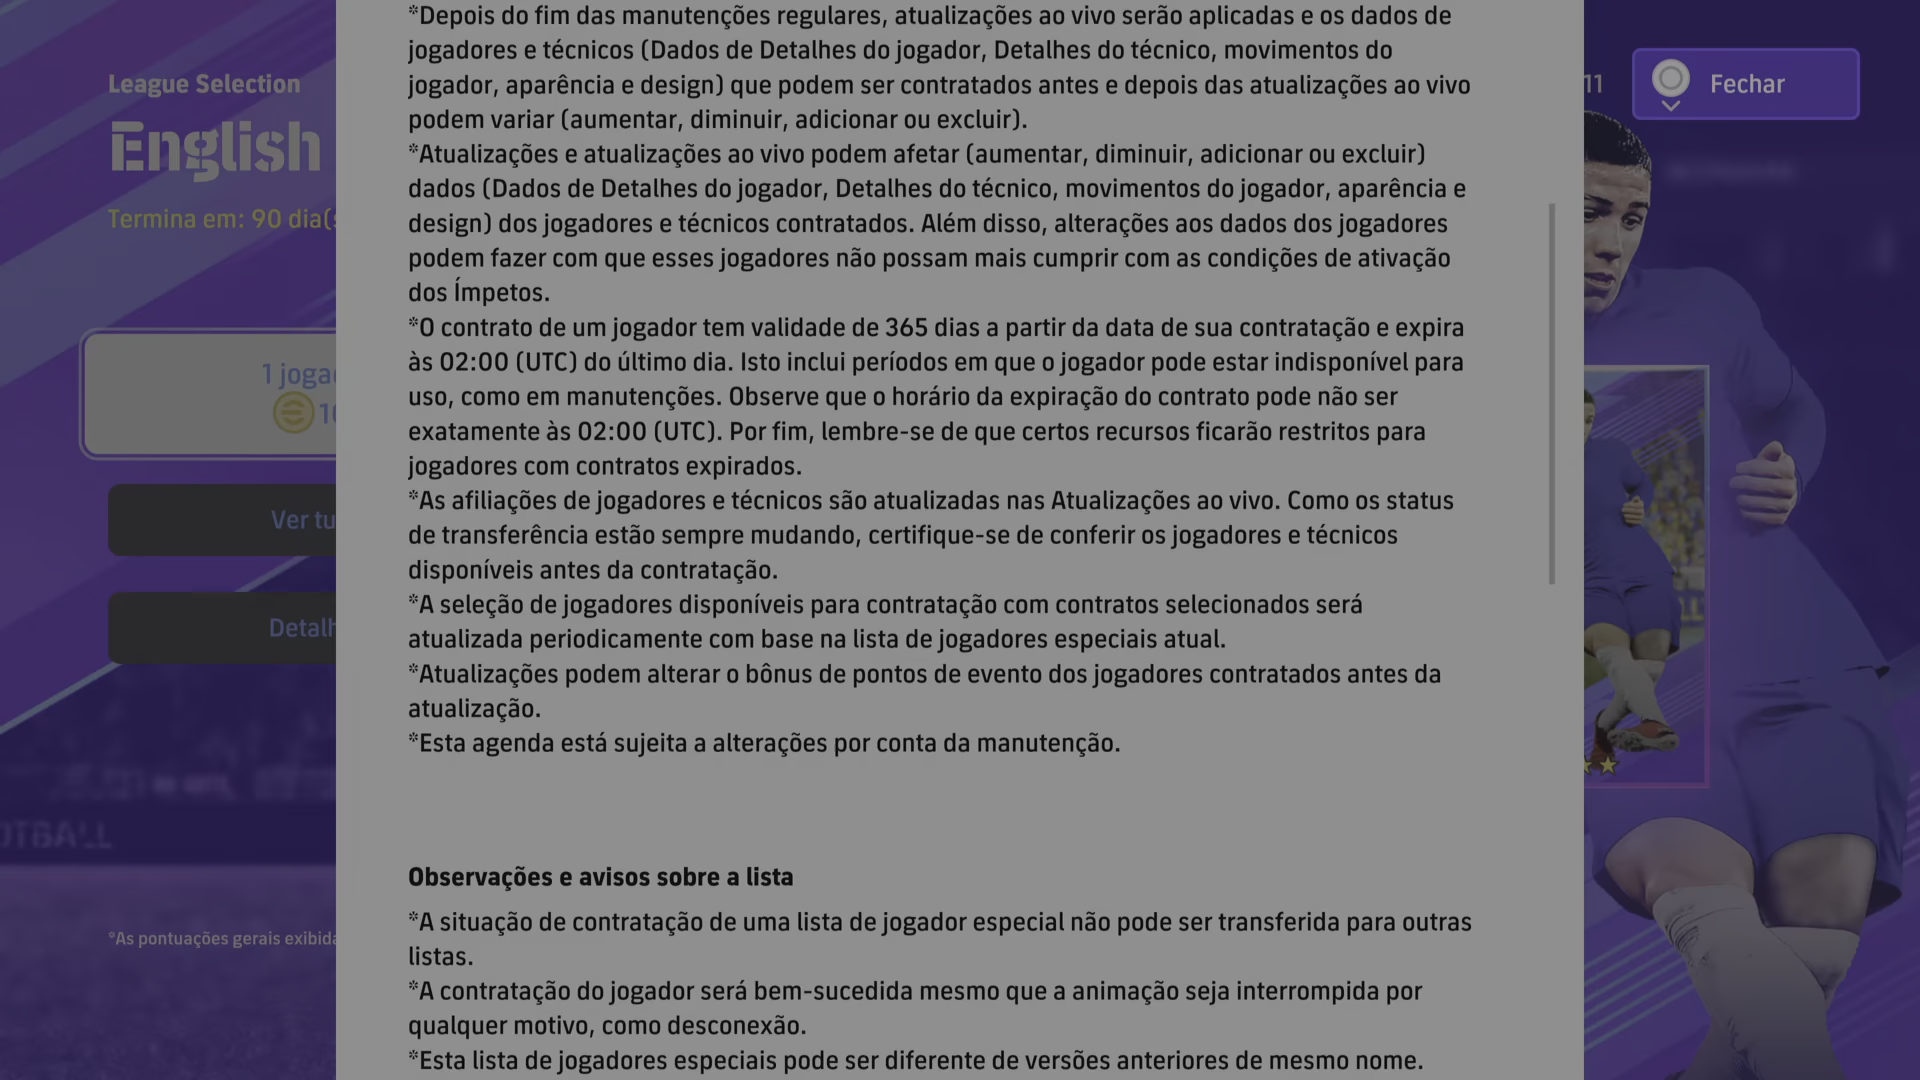 *Depois do fim das manutenções regulares, atualizações ao vivo serão aplicadas e os dados de
jogadores e técnicos (Dados de Detalhes do jogador, Detalhes do técnico, movimentos do
jogador, aparência e design) que podem ser contratados antes e depois das atualizações ao vivo
podem variar (aumentar, diminuir, adicionar ou excluir).
*Atualizações e atualizações ao vivo podem afetar (aumentar, diminuir, adicionar ou excluir)
dados (Dados de Detalhes do jogador, Detalhes do técnico, movimentos do jogador, aparência e
design) dos jogadores e técnicos contratados. Além disso, alterações aos dados dos jogadores
podem fazer com que esses jogadores não possam mais cumprir com as condições de ativação
dos Ímpetos.
*O contrato de um jogador tem validade de 365 dias a partir da data de sua contratação e expira
às 02:00 (UTC) do último dia. Isto inclui períodos em que o jogador pode estar indisponível para
uso, como em manutenções. Observe que o horário da expiração do contrato pode não ser
exatamente às 02:00 (UTC). Por fim, lembre-se de que certos recursos ficarão restritos para
jogadores com contratos expirados.
*As afiliações de jogadores e técnicos são atualizadas nas Atualizações ao vivo. Como os status
de transferência estão sempre mudando, certifique-se de conferir os jogadores e técnicos
disponíveis antes da contratação.
*A seleção de jogadores disponíveis para contratação com contratos selecionados será
atualizada periodicamente com base na lista de jogadores especiais atual.
*Atualizações podem alterar o bônus de pontos de evento dos jogadores contratados antes da
atualização.
*Esta agenda está sujeita a alterações por conta da manutenção.
Observações e avisos sobre a lista
*A situação de contratação de uma lista de jogador especial não pode ser transferida para outras
listas.
*A contratação do jogador será bem-sucedida mesmo que a animação seja interrompida por
qualquer motivo, como desconexão.
*Esta lista de jogadores especiais pode ser diferente de versões anteriores de mesmo nome.
League Selection
English
Termina em: 90 dia(s
1 joga
10
Ver tu
Detalh
*As pontuações gerais exibida
11
Fechar